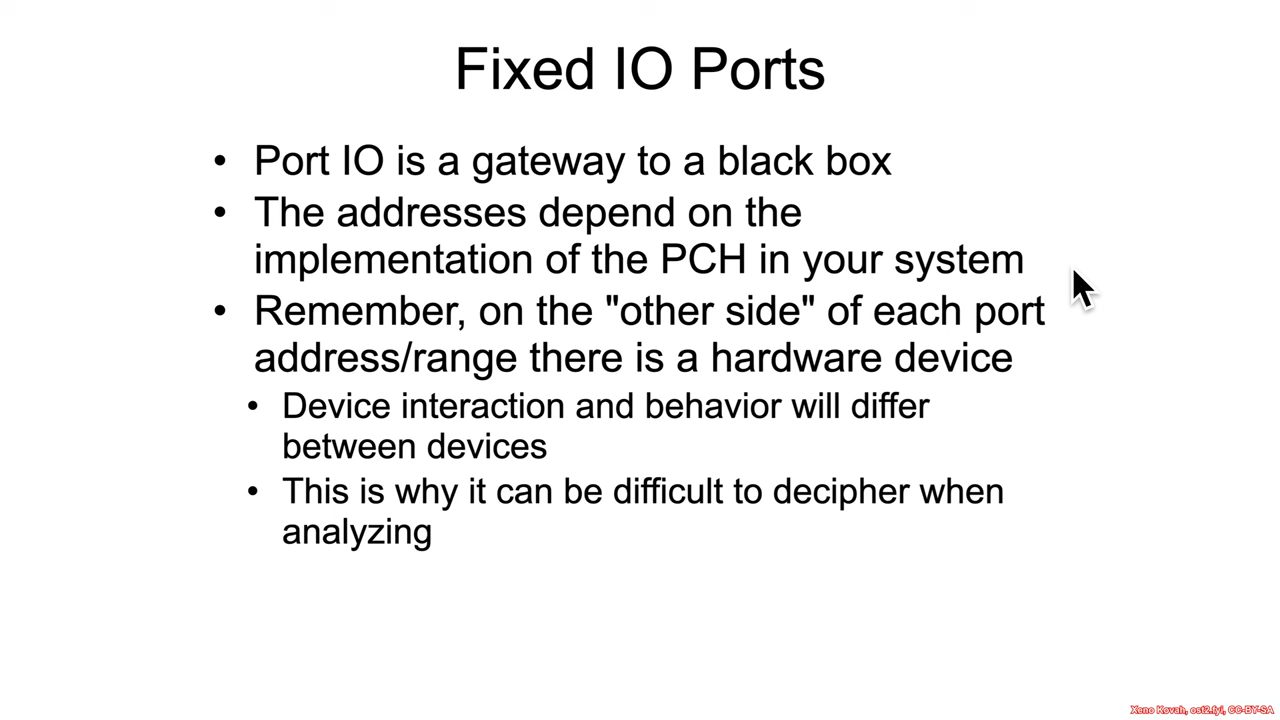 Fixed IO Ports
• Port IO is a gateway to a black box
• The addresses depend on the
implementation of the PCH in your system
• Remember, on the "other side" of each port
address/range there is a hardware device
• Device interaction and behavior will differ
between devices
• This is why it can be difficult to decipher when
analyzing
Xeno Kovah, ost2.fyi, CC-BY-SA